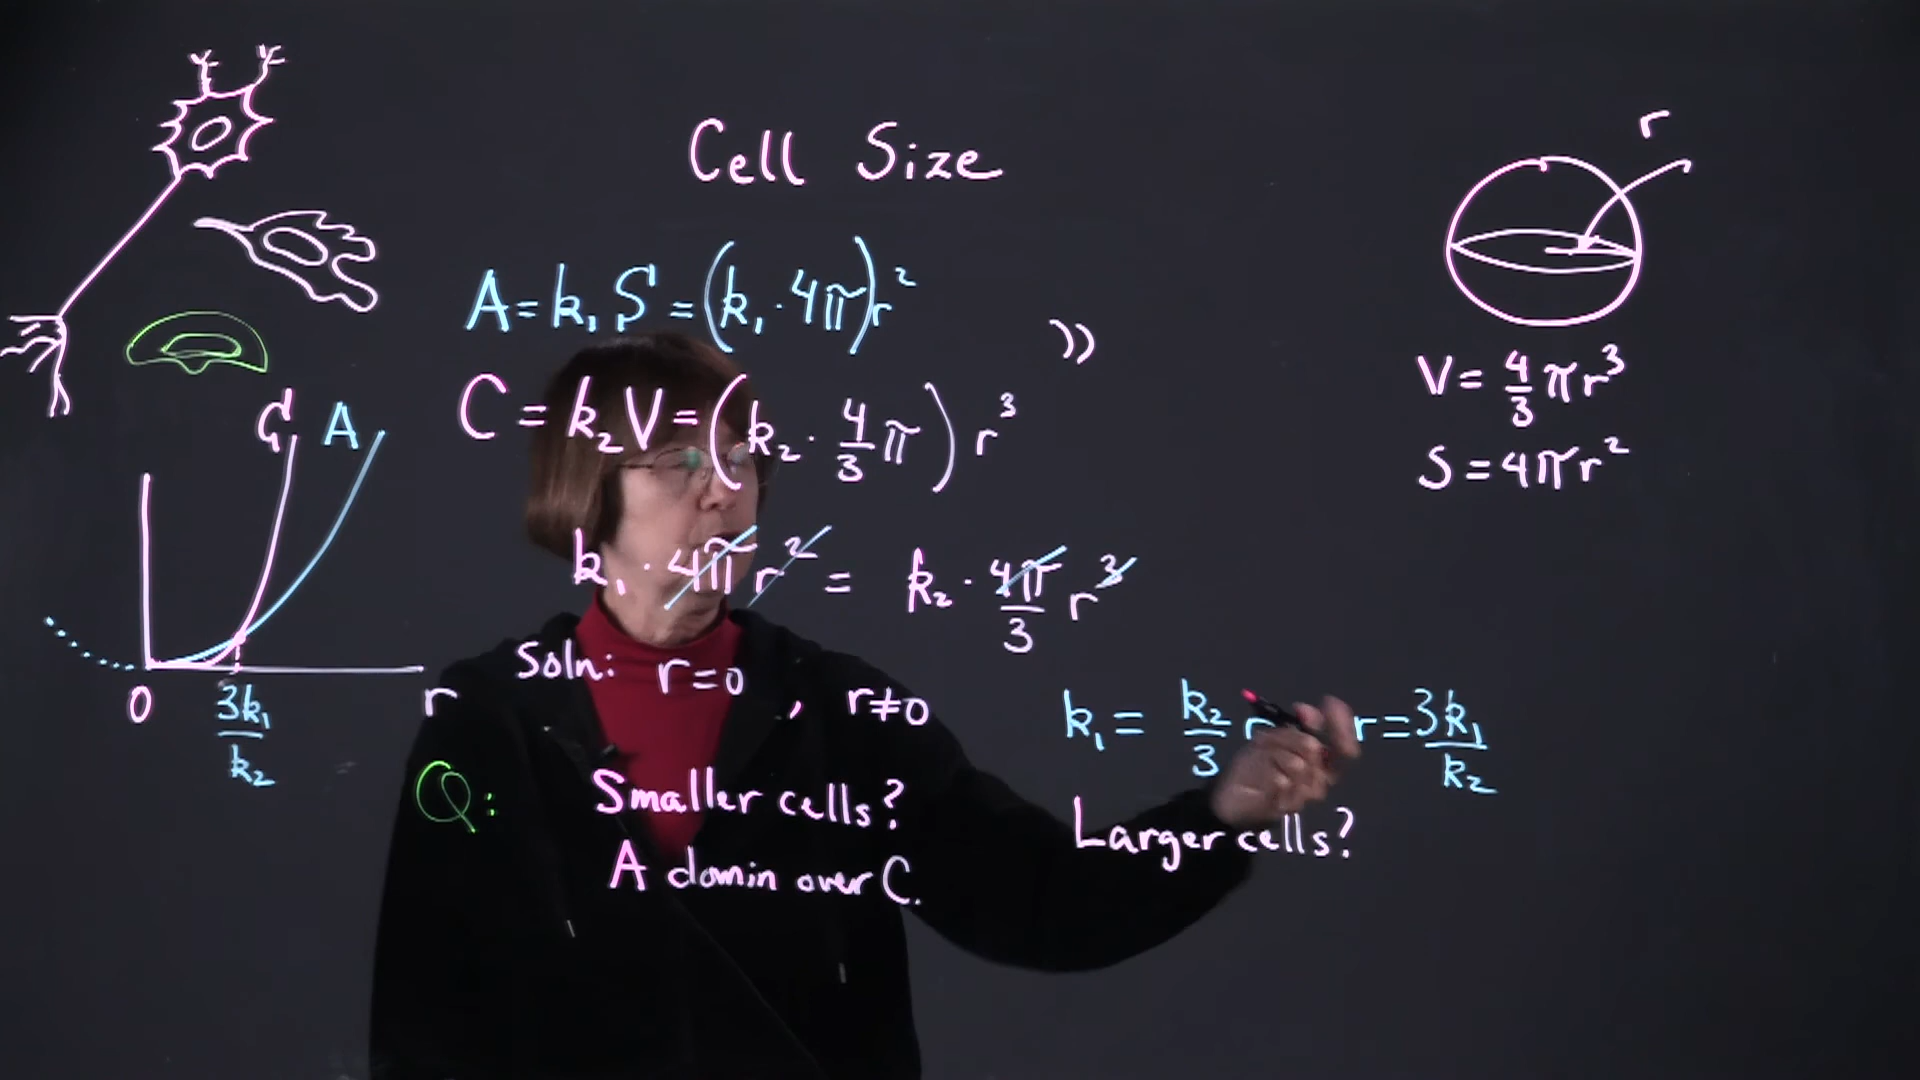 Cell Size
r
A = k₁ S = (k₁ · 4π) r²
))
C = k₂ V = (k₂ · 4/3 π) r³
V = 4/3 π r³
S = 4π r²
C A
k₁ · 4π r² = k₂ · 4π/3 r³
Soln: r = 0 , r ≠ 0
k₁ = k₂/3 r r = 3k₁/k₂
0 3k₁/k₂ r
Q: Smaller cells? Larger cells?
A domin over C.